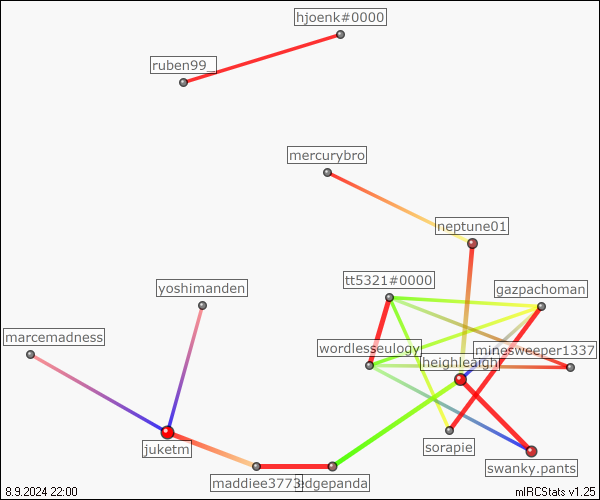 hjoenk#0000
ruben99_
mercurybro
neptune01
tt5321#0000
yoshimanden
gazpachoman
marcemadness
wordlesseulogy
minesweeper1337
heighleargh
juketm
sorapie
swanky.pants
maddiee3773
edgepanda
8.9.2024 22:00
mIRCStats v1.25